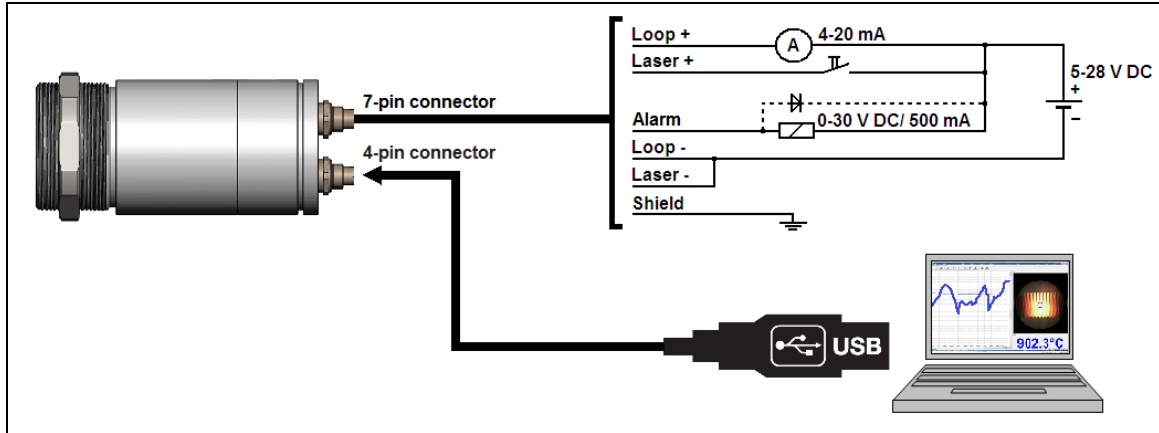 Loop +
4-20 mA
A
Laser +
5-28 V DC
+
−
7-pin connector
Alarm
0-30 V DC/ 500 mA
4-pin connector
Loop -
Laser -
Shield
USB
902.3°C